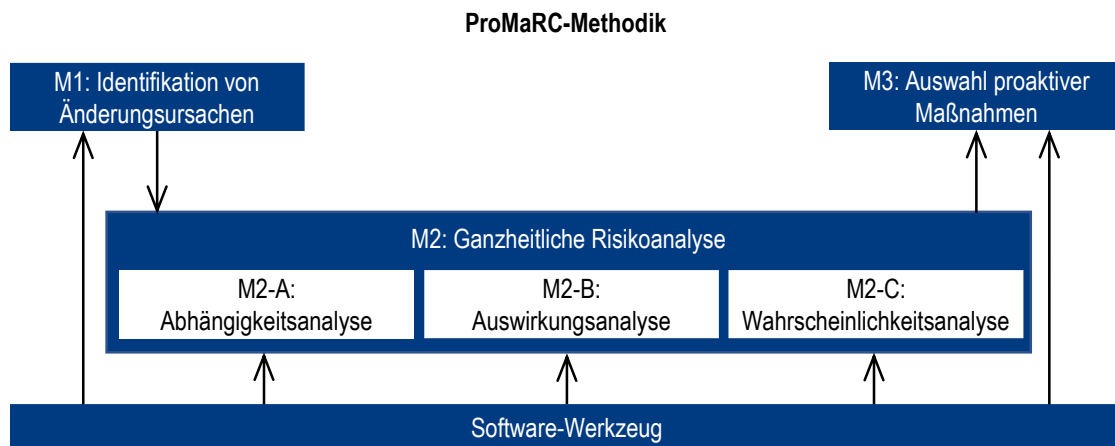 ProMaRC-Methodik
M1: Identifikation von
Änderungsursachen
M3: Auswahl proaktiver
Maßnahmen
M2: Ganzheitliche Risikoanalyse
M2-A:
Abhängigkeitsanalyse
M2-B:
Auswirkungsanalyse
M2-C:
Wahrscheinlichkeitsanalyse
Software-Werkzeug